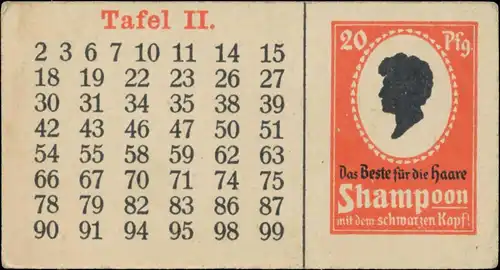 Tafel II.
2 3 6 7 10 11 14 15
18 19 22 23 26 27
30 31 34 35 38 39
42 43 46 47 50 51
54 55 58 59 62 63
66 67 70 71 74 75
78 79 82 83 86 87
90 91 94 95 98 99
20 Pfg.
Das Beste für die Haare
Shampoon
mit dem schwarzen Kopf!